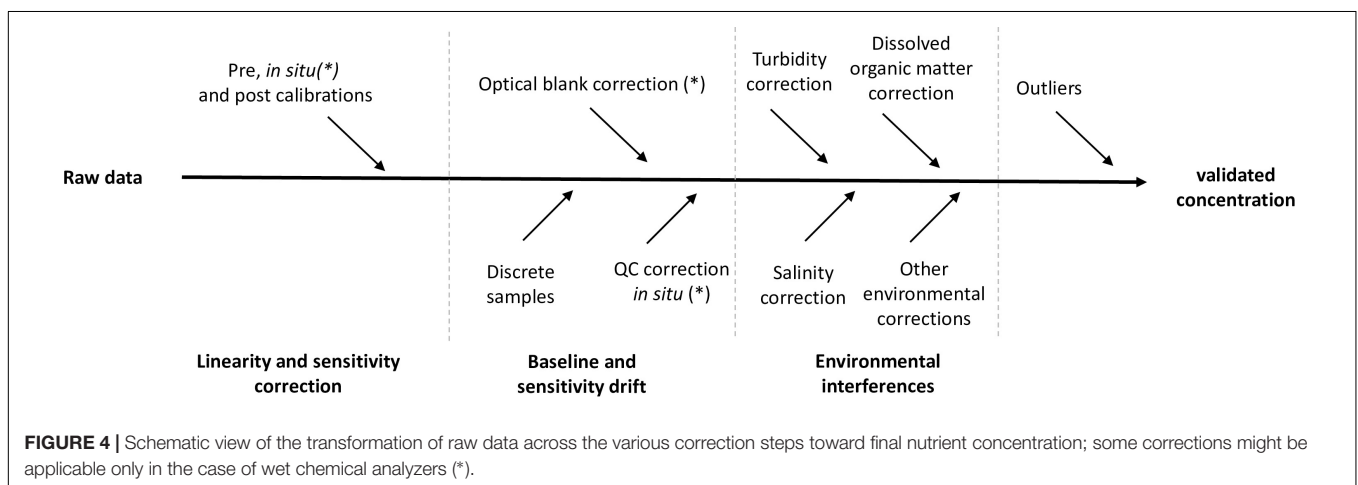 Pre, in situ(*)
and post calibrations
Optical blank correction (*)
Turbidity
correction
Dissolved
organic matter
correction
Outliers
Raw data
validated
concentration
Discrete
samples
QC correction
in situ (*)
Salinity
correction
Other
environmental
corrections
Linearity and sensitivity
correction
Baseline and
sensitivity drift
Environmental
interferences
FIGURE 4 | Schematic view of the transformation of raw data across the various correction steps toward final nutrient concentration; some corrections might be
applicable only in the case of wet chemical analyzers (*).